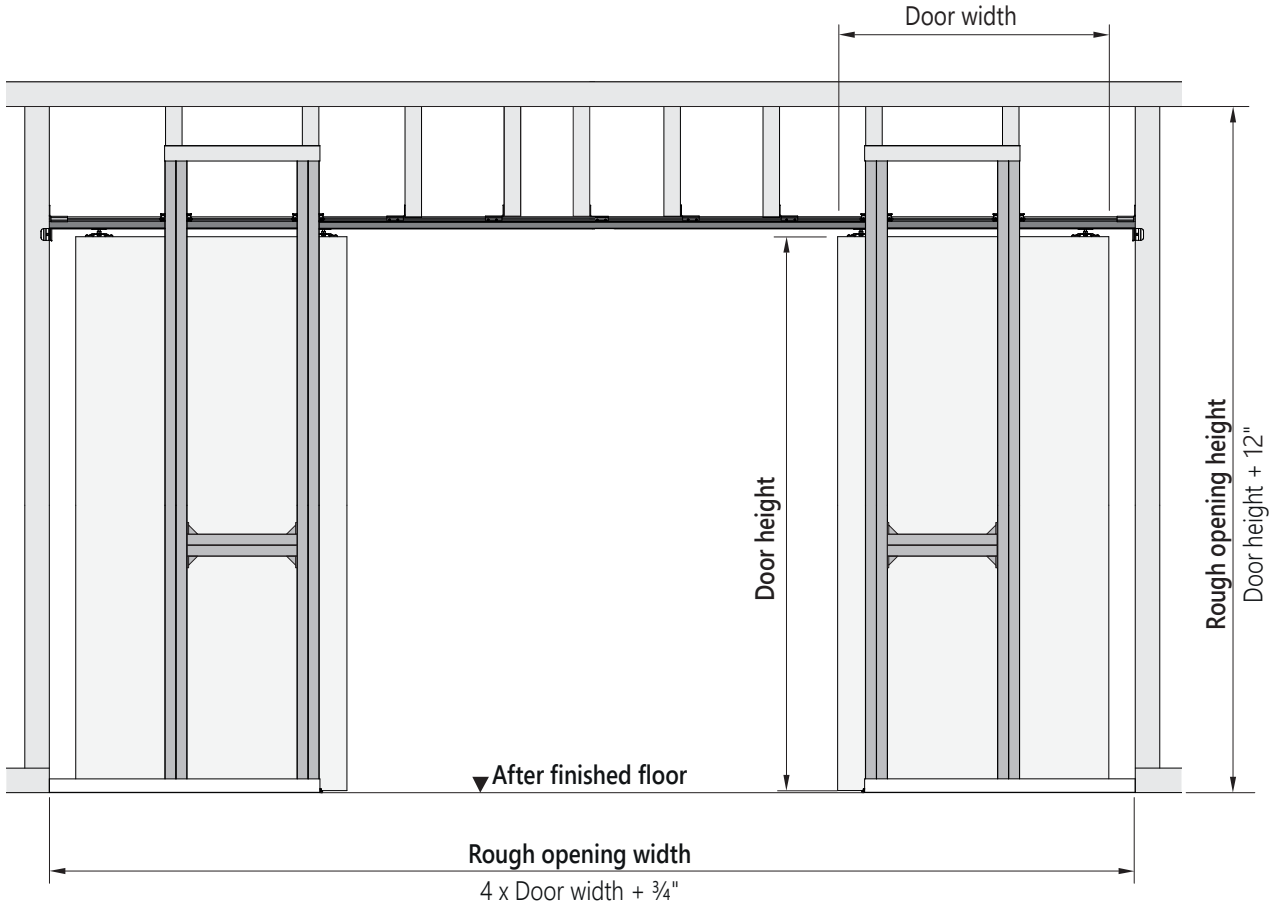 Door width
Door height
Rough opening height
Door height + 12"
After finished floor
Rough opening width
4 x Door width + ¾"